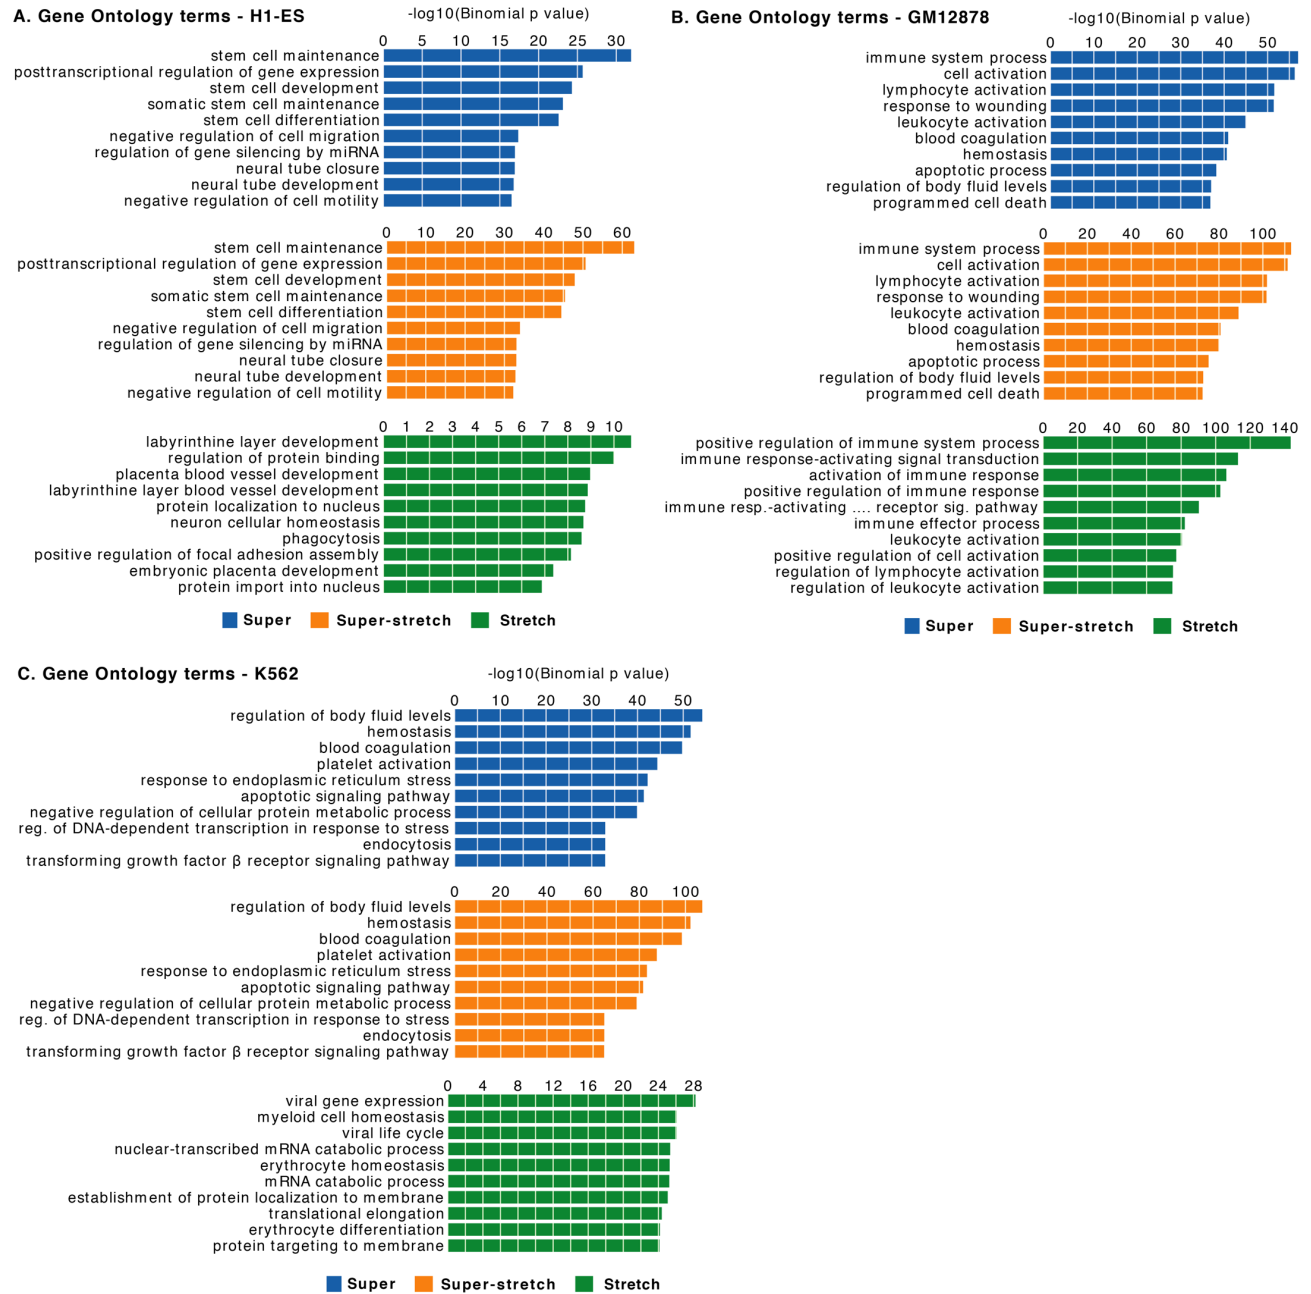 A. Gene Ontology terms - H1-ES
-log10(Binomial p value)
0 5 10 15 20 25 30
stem cell maintenance
posttranscriptional regulation of gene expression
stem cell development
somatic stem cell maintenance
stem cell differentiation
negative regulation of cell migration
regulation of gene silencing by miRNA
neural tube closure
neural tube development
negative regulation of cell motility
0 10 20 30 40 50 60
stem cell maintenance
posttranscriptional regulation of gene expression
stem cell development
somatic stem cell maintenance
stem cell differentiation
negative regulation of cell migration
regulation of gene silencing by miRNA
neural tube closure
neural tube development
negative regulation of cell motility
0 1 2 3 4 5 6 7 8 9 10
labyrinthine layer development
regulation of protein binding
placenta blood vessel development
labyrinthine layer blood vessel development
protein localization to nucleus
neuron cellular homeostasis
phagocytosis
positive regulation of focal adhesion assembly
embryonic placenta development
protein import into nucleus
Super Super-stretch Stretch
B. Gene Ontology terms - GM12878
-log10(Binomial p value)
0 10 20 30 40 50
immune system process
cell activation
lymphocyte activation
response to wounding
leukocyte activation
blood coagulation
hemostasis
apoptotic process
regulation of body fluid levels
programmed cell death
0 20 40 60 80 100
immune system process
cell activation
lymphocyte activation
response to wounding
leukocyte activation
blood coagulation
hemostasis
apoptotic process
regulation of body fluid levels
programmed cell death
0 20 40 60 80 100 120 140
positive regulation of immune system process
immune response-activating signal transduction
activation of immune response
positive regulation of immune response
immune resp.-activating .... receptor sig. pathway
immune effector process
leukocyte activation
positive regulation of cell activation
regulation of lymphocyte activation
regulation of leukocyte activation
Super Super-stretch Stretch
C. Gene Ontology terms - K562
-log10(Binomial p value)
0 10 20 30 40 50
regulation of body fluid levels
hemostasis
blood coagulation
platelet activation
response to endoplasmic reticulum stress
apoptotic signaling pathway
negative regulation of cellular protein metabolic process
reg. of DNA-dependent transcription in response to stress
endocytosis
transforming growth factor β receptor signaling pathway
0 20 40 60 80 100
regulation of body fluid levels
hemostasis
blood coagulation
platelet activation
response to endoplasmic reticulum stress
apoptotic signaling pathway
negative regulation of cellular protein metabolic process
reg. of DNA-dependent transcription in response to stress
endocytosis
transforming growth factor β receptor signaling pathway
0 4 8 12 16 20 24 28
viral gene expression
myeloid cell homeostasis
viral life cycle
nuclear-transcribed mRNA catabolic process
erythrocyte homeostasis
mRNA catabolic process
establishment of protein localization to membrane
translational elongation
erythrocyte differentiation
protein targeting to membrane
Super Super-stretch Stretch